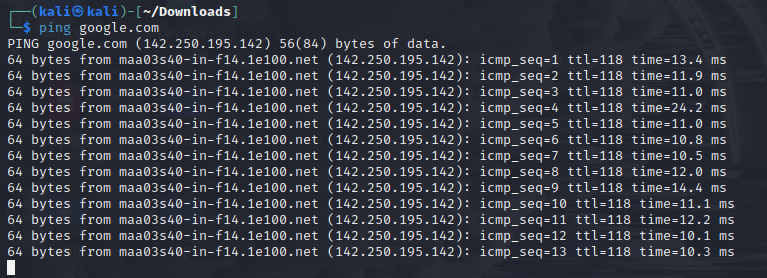 ┌──(kali㉿kali)-[~/Downloads]
└─$ ping google.com
PING google.com (142.250.195.142) 56(84) bytes of data.
64 bytes from maa03s40-in-f14.1e100.net (142.250.195.142): icmp_seq=1 ttl=118 time=13.4 ms
64 bytes from maa03s40-in-f14.1e100.net (142.250.195.142): icmp_seq=2 ttl=118 time=11.9 ms
64 bytes from maa03s40-in-f14.1e100.net (142.250.195.142): icmp_seq=3 ttl=118 time=11.0 ms
64 bytes from maa03s40-in-f14.1e100.net (142.250.195.142): icmp_seq=4 ttl=118 time=24.2 ms
64 bytes from maa03s40-in-f14.1e100.net (142.250.195.142): icmp_seq=5 ttl=118 time=11.0 ms
64 bytes from maa03s40-in-f14.1e100.net (142.250.195.142): icmp_seq=6 ttl=118 time=10.8 ms
64 bytes from maa03s40-in-f14.1e100.net (142.250.195.142): icmp_seq=7 ttl=118 time=10.5 ms
64 bytes from maa03s40-in-f14.1e100.net (142.250.195.142): icmp_seq=8 ttl=118 time=12.0 ms
64 bytes from maa03s40-in-f14.1e100.net (142.250.195.142): icmp_seq=9 ttl=118 time=14.4 ms
64 bytes from maa03s40-in-f14.1e100.net (142.250.195.142): icmp_seq=10 ttl=118 time=11.1 ms
64 bytes from maa03s40-in-f14.1e100.net (142.250.195.142): icmp_seq=11 ttl=118 time=12.2 ms
64 bytes from maa03s40-in-f14.1e100.net (142.250.195.142): icmp_seq=12 ttl=118 time=10.1 ms
64 bytes from maa03s40-in-f14.1e100.net (142.250.195.142): icmp_seq=13 ttl=118 time=10.3 ms